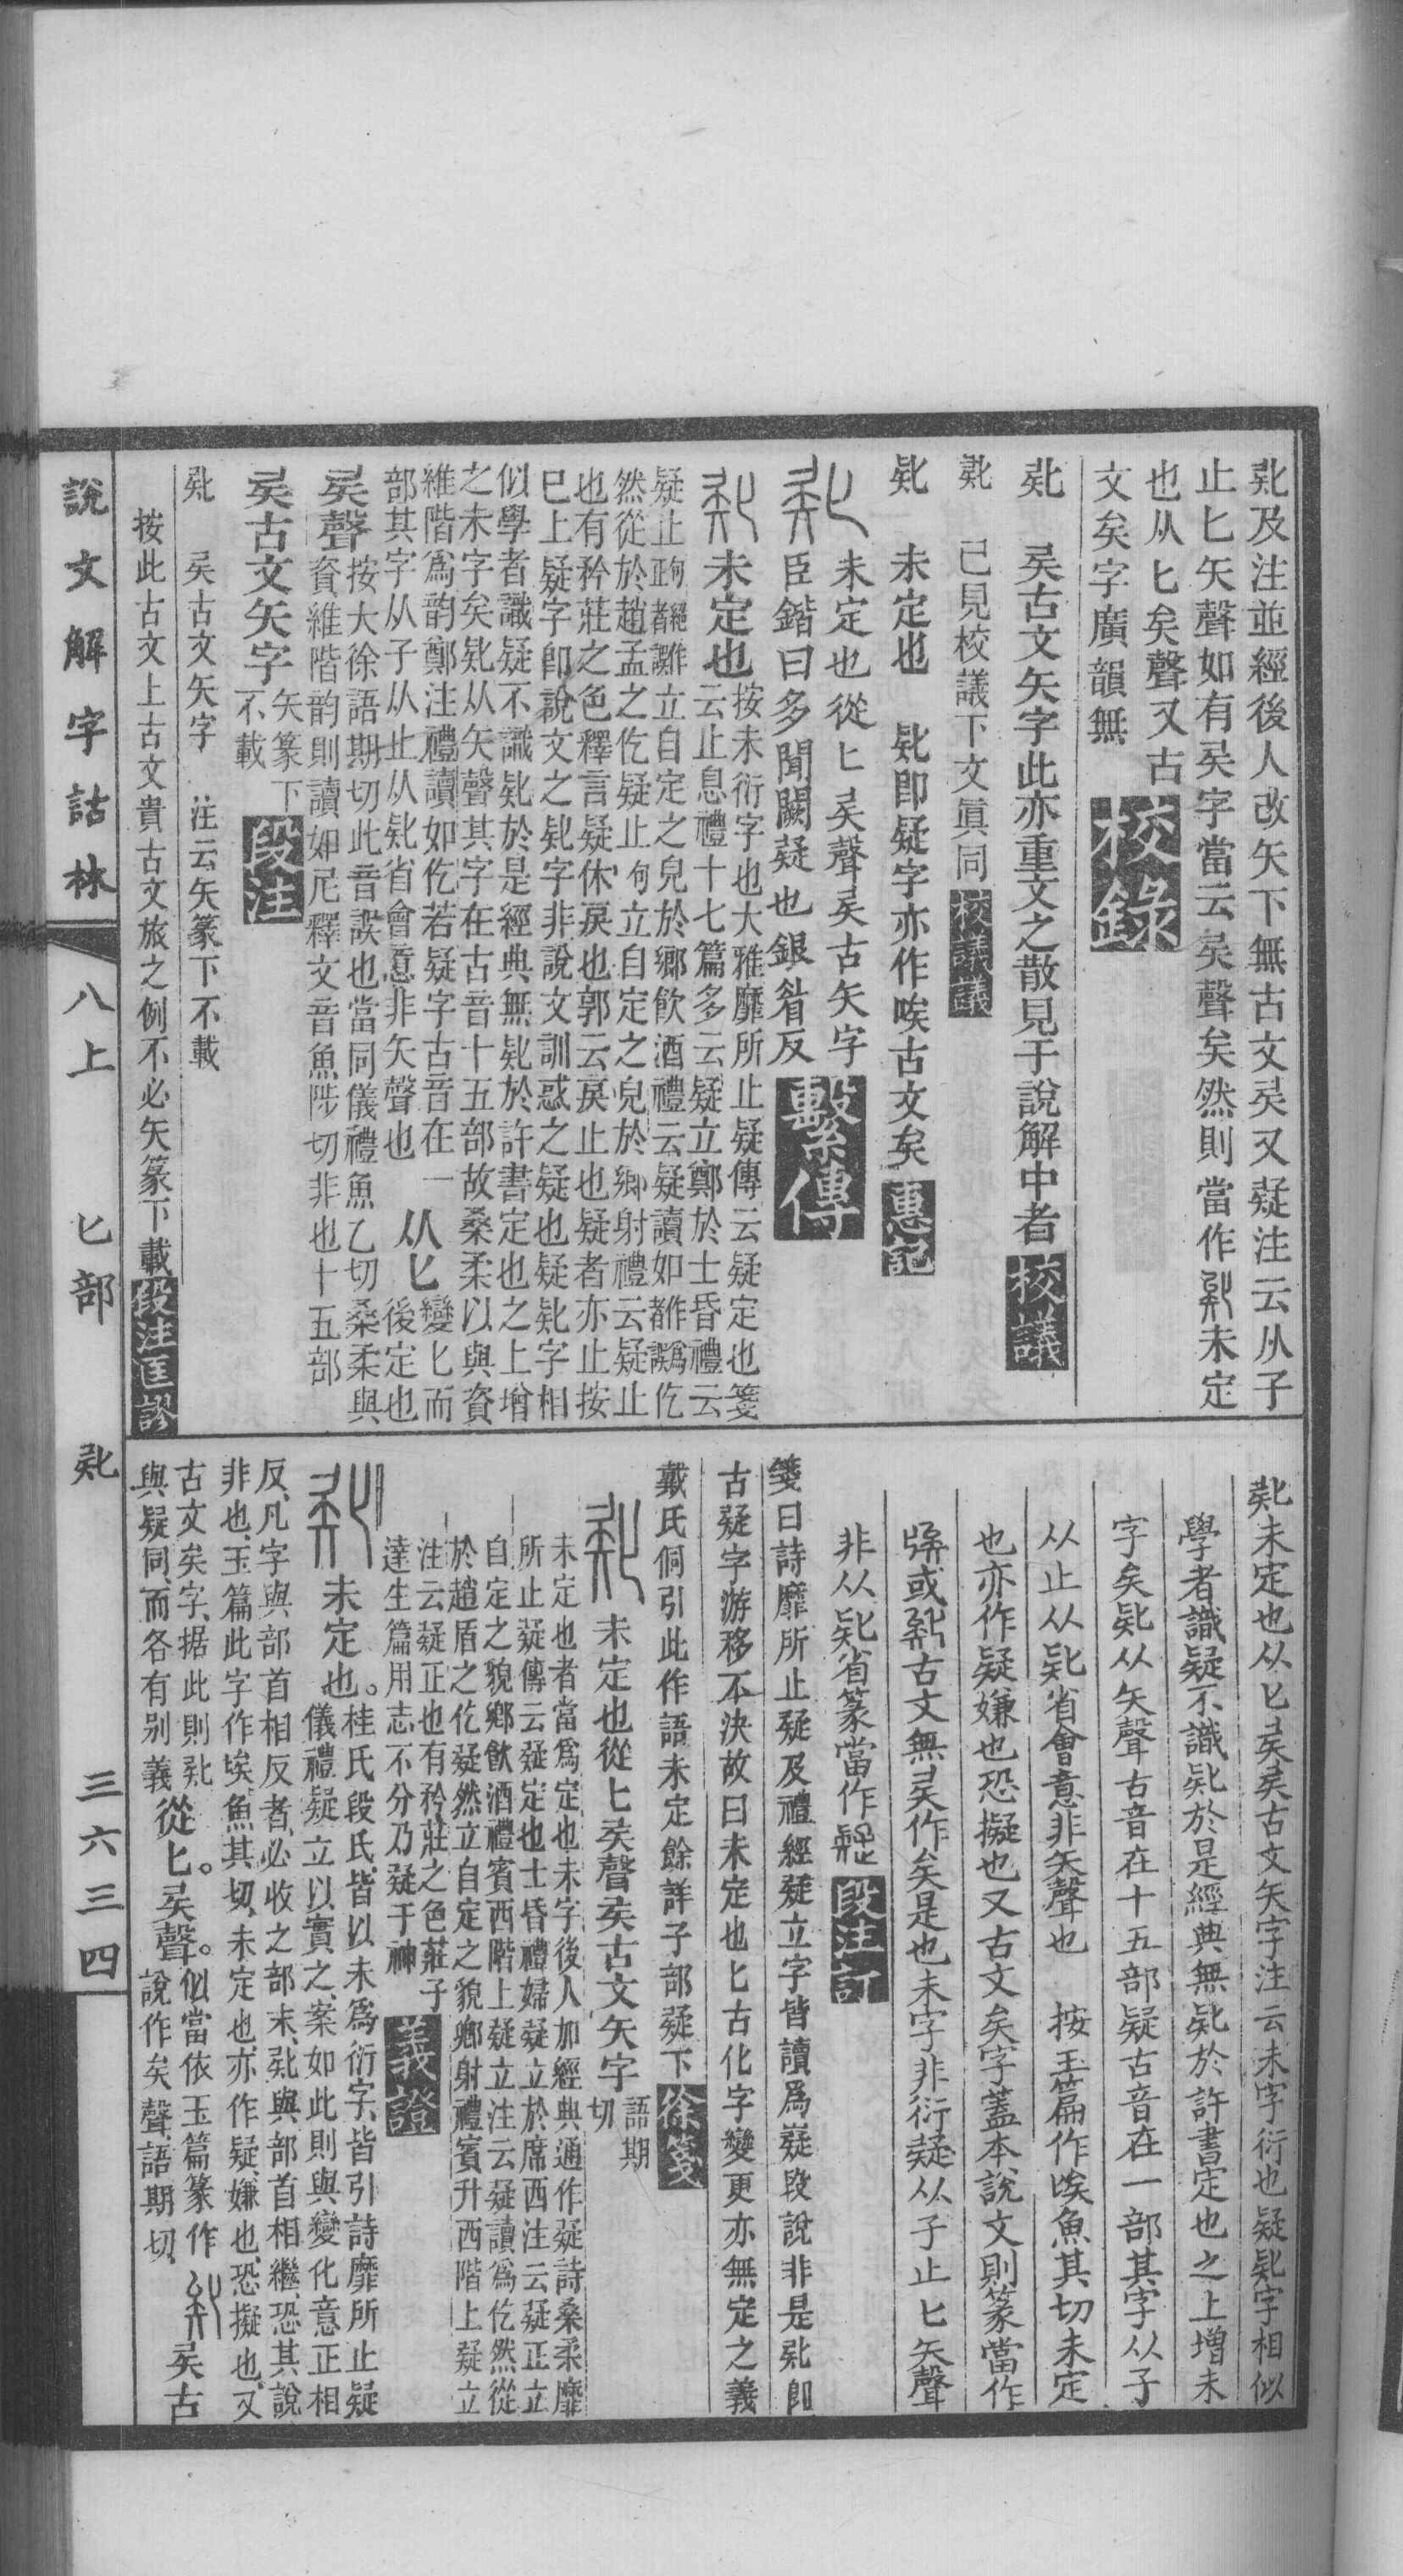 𠤗及注並經後人改矢下無古文𠤕又疑注云从子
止匕矢聲如有𠤕字當云𠤕聲矣然則當作未定
也从匕矣聲又古
文矣字廣韻無 校錄
𠤗 𠤕古文矢字此亦重文之散見于說解中者 校議
𠤗 已見校議下文眞同 校議議
𠤗 未定也 𠤗卽疑字亦作㕧古文矣 惠記
未定也從匕𠤕聲𠤕古文矢字
臣鍇曰多聞闕疑也銀眉反 繫傳
未定也 按未衍字也大雅靡所止疑傳云疑定也箋
云止息禮十七篇多云疑立鄭於士昏禮云
疑止立自定之皃於鄉飮酒禮云疑讀如仡
然從於趙孟之仡疑止立自定之皃於鄉射禮云疑止
也有矜莊之色釋言疑休戾也郭云戾止也疑者亦止按
巳上疑字卽說文之𠤗字非說文訓惑之疑也疑𠤗字相
似學者識疑不識𠤗於是經典無𠤗於許書定也之上增
之未字矣𠤗从矢聲其字在古音十五部故桑柔以與資
維階爲韵鄭注禮讀如仡若疑字古音在一
部其字从子从止从𠤗省會意非矢聲也 从匕 變匕而
後定也
𠤕聲 按大徐語期切此音誤也當同儀禮魚乙切桑柔與
資維階韵則讀如尼釋文音魚陟切非也十五部
𠤕古文矢字 矢篆下
不載 段注
𠤗 𠤕古文矢字 注云矢篆下不載
按此古文上古文貴古文旅之例不必矢篆下載 段注匡謬
𠤗未定也从匕𠤕𠤕古文矢字注云未字衍也疑𠤗字相似
學者識疑不識𠤗於是經典無𠤗於許書定也之上增未
字矣𠤗从矢聲古音在十五部疑古音在一部其字从子
从止从𠤗省會意非矢聲也 按玉篇作㕧魚其切未定
也亦作疑嫌也恐擬也又古文矣字蓋本說文則篆當作
或古文無𠤕作矣是也未字非衍疑从子止匕矢聲
非从𠤗省篆當作 段注訂
箋曰詩靡所止疑及禮經疑立字皆讀爲嶷段說非是𠤗卽
古疑字游移不決故曰未定也匕古化字變更亦無定之義
戴氏侗引此作語未定餘詳子部疑下 徐箋
未定也從匕𠤕聲𠤕古文矢字 語期
切
未定也者當爲定也未字後人加經典通作疑詩桑柔靡
所止疑傳云疑定也士昏禮婦疑立於席西注云疑正立
自定之貌鄉飮酒禮賓西階上疑立注云疑讀爲仡然從
於趙盾之仡疑然立自定之貌鄉射禮賓升西階上疑立
注云疑正也有矜莊之色莊子
達生篇用志不分乃疑于神 義證
未定也。桂氏段氏皆以未爲衍字、皆引詩靡所止疑
儀禮疑立以實之、案如此則與變化意正相
反、凡字與部首相反者、必收之部末、𠤗與部首相繼、恐其說
非也、玉篇此字作㕧、魚其切、未定也、亦作疑、嫌也、恐擬也、又
古文矣字、据此則𠤗
與疑同而各有别義 從匕。𠤕聲。似當依玉篇篆作
說作矣聲、語期切、𠤕古
說文解字詁林 八上 匕部 𠤗 三六三四